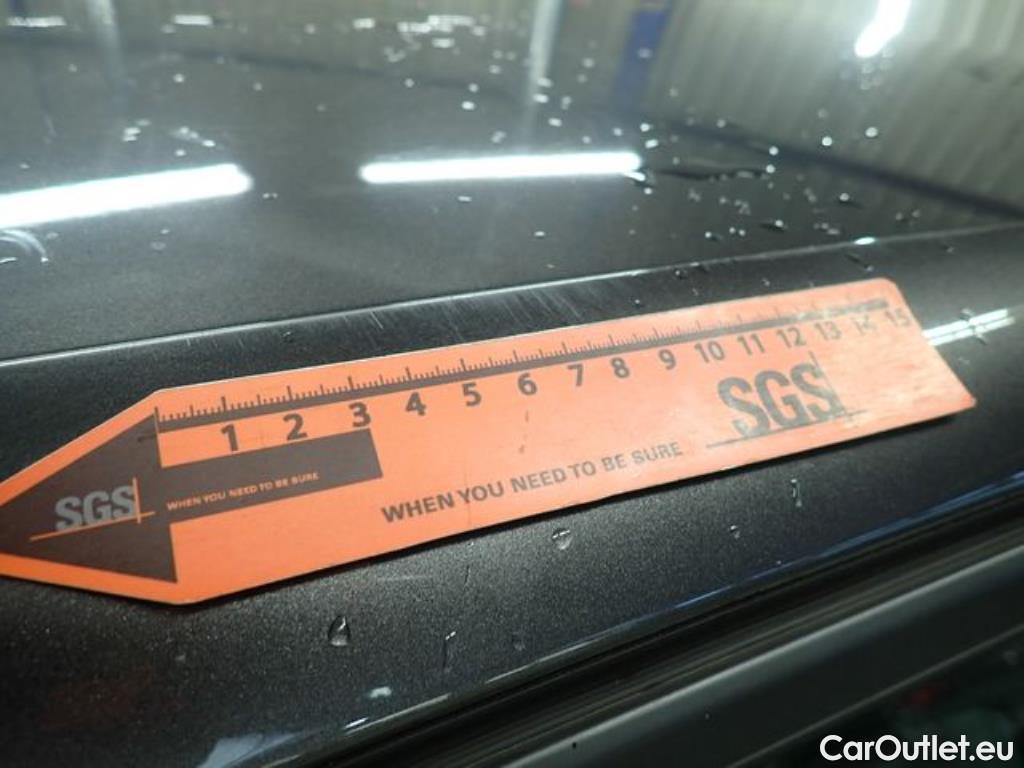 1 2 3 4 5 6 7 8 9 10 11 12 13 14 15
SGS
WHEN YOU NEED TO BE SURE
SGS
WHEN YOU NEED TO BE SURE
CarOutlet.eu